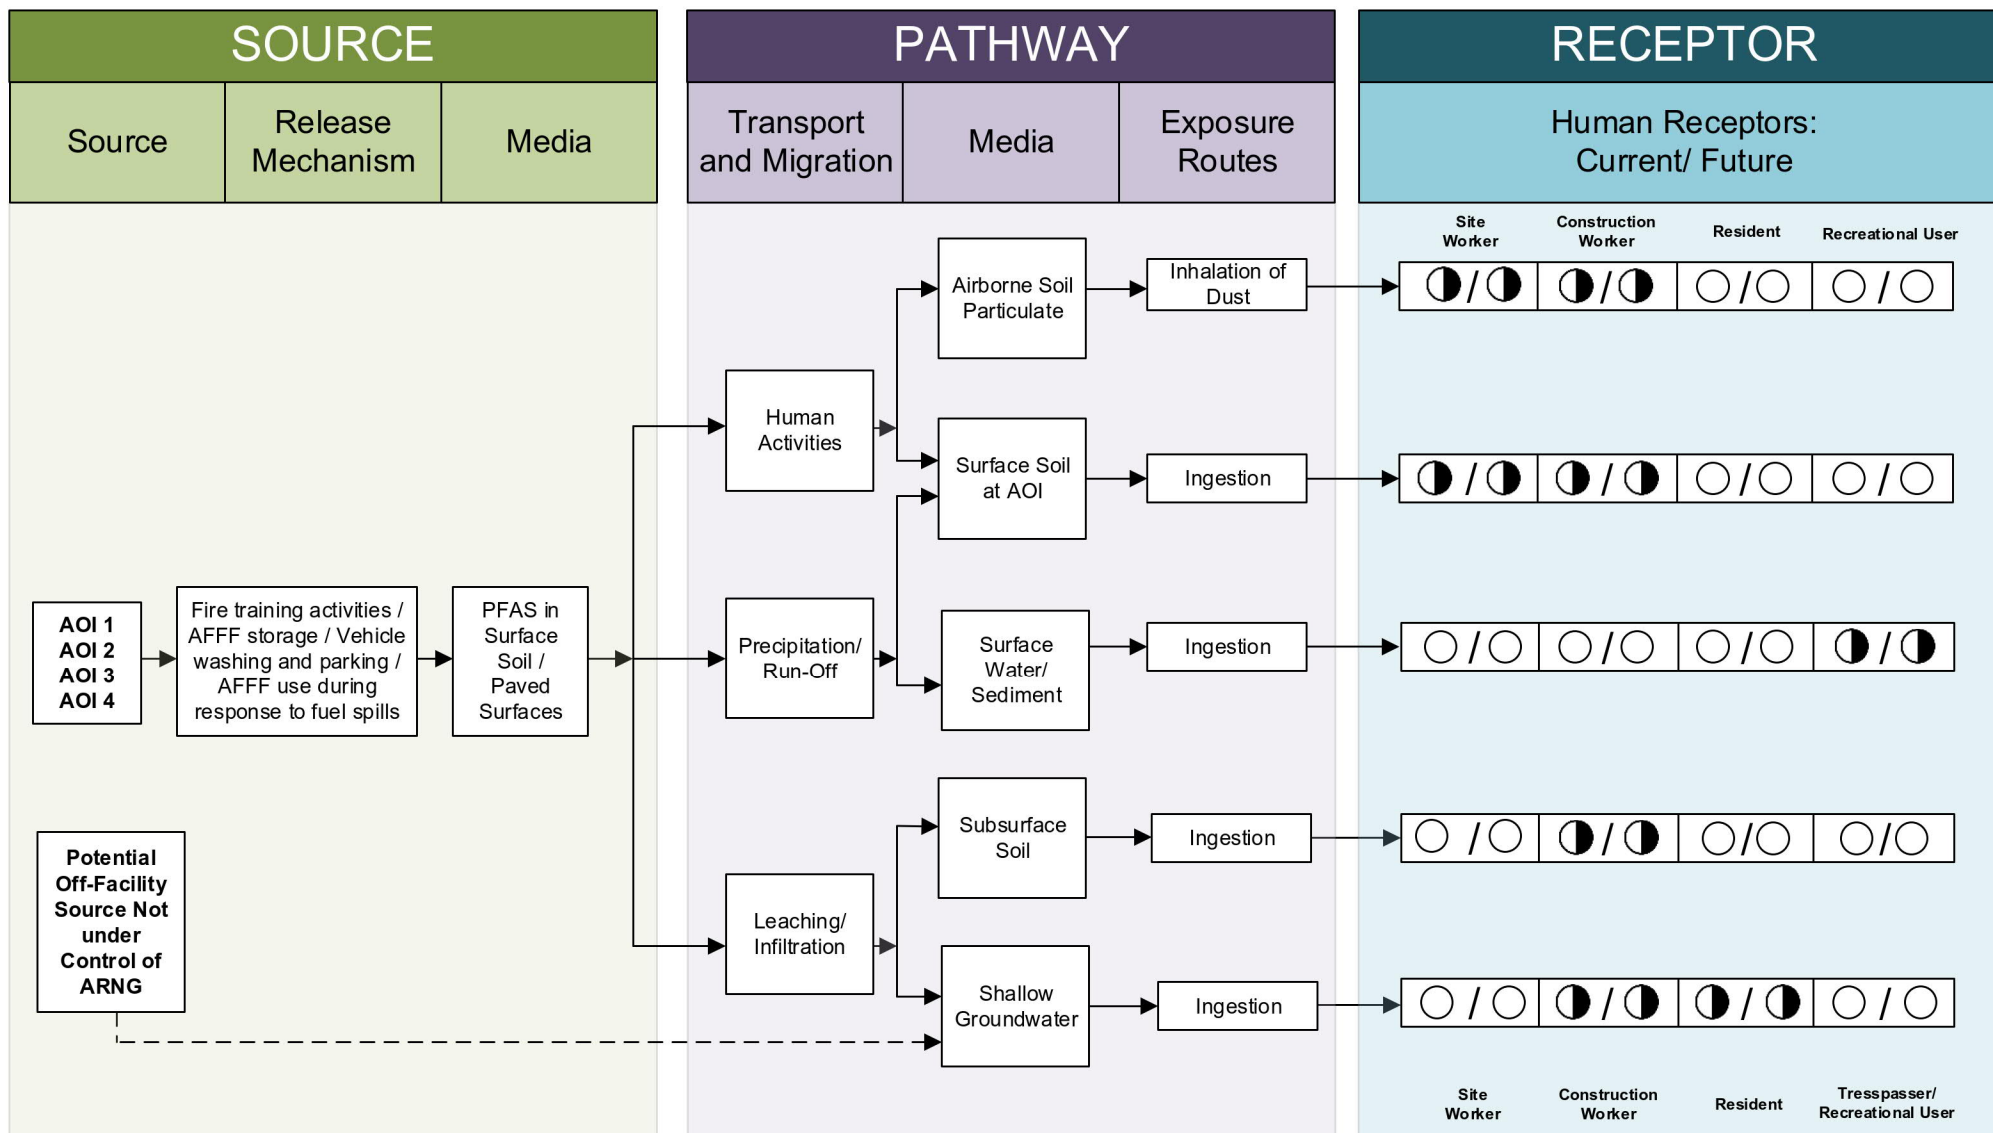 SOURCE
PATHWAY
RECEPTOR
Source
Release
Mechanism
Media
Transport
and Migration
Media
Exposure
Routes
Human Receptors:
Current/ Future
Site
Worker
Construction
Worker
Resident
Recreational User
Airborne Soil
Particulate
Inhalation of
Dust
/
/
/
/
Human
Activities
Surface Soil
at AOI
Ingestion
/
/
/
/
AOI 1
AOI 2
AOI 3
AOI 4
Fire training activities /
AFFF storage / Vehicle
washing and parking /
AFFF use during
response to fuel spills
PFAS in
Surface
Soil /
Paved
Surfaces
Precipitation/
Run-Off
Surface
Water/
Sediment
Ingestion
/
/
/
/
Potential
Off-Facility
Source Not
under
Control of
ARNG
Subsurface
Soil
Ingestion
/
/
/
/
Leaching/
Infiltration
Shallow
Groundwater
Ingestion
/
/
/
/
Site
Worker
Construction
Worker
Resident
Tresspasser/
Recreational User